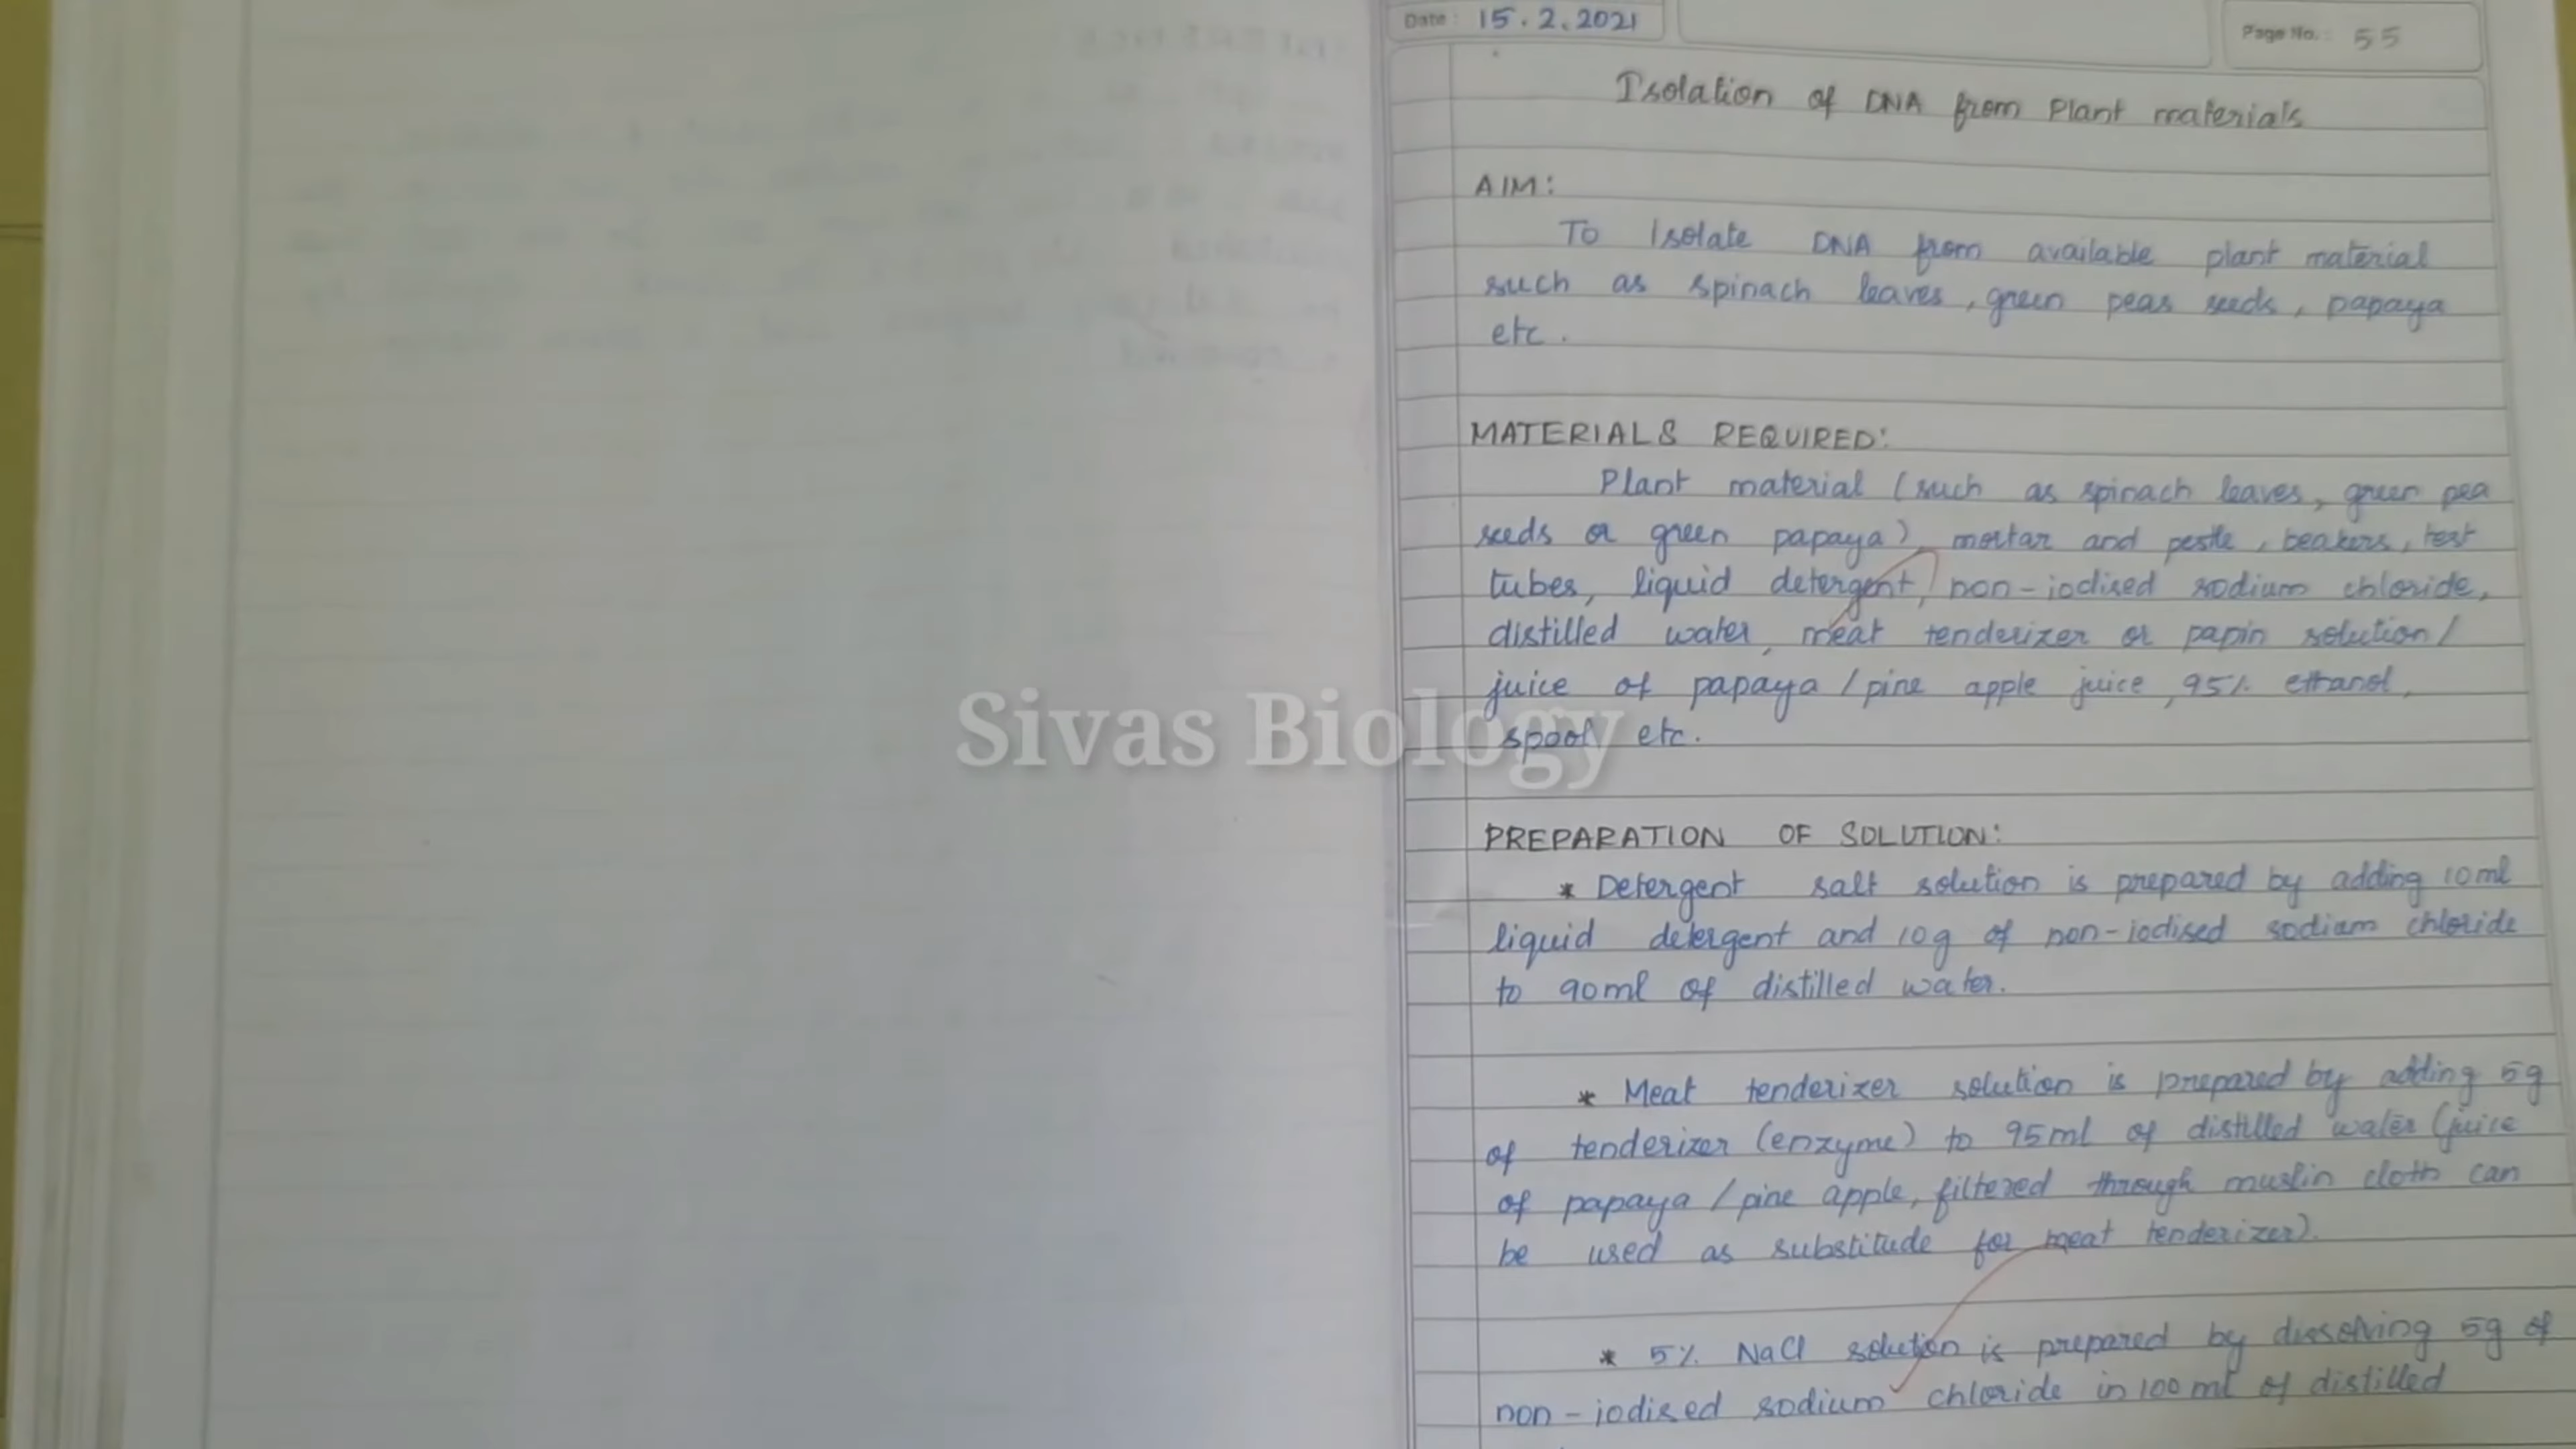 Date : 15.2.2021
Page No. : 55
Isolation of DNA from Plant materials
AIM:
To Isolate DNA from available plant material
such as spinach leaves, green peas seeds, papaya
etc.
MATERIALS REQUIRED:
Plant material (such as spinach leaves, green pea
seeds or green papaya), mortar and pestle, beakers, test
tubes, liquid detergent, non-iodised sodium chloride,
distilled water, meat tenderizer or papin solution/
juice of papaya / pine apple juice, 95% ethanol,
spool etc.
Sivas Biology
PREPARATION OF SOLUTION:
* Detergent salt solution is prepared by adding 10ml
liquid detergent and 10g of non-iodised sodium chloride
to 90ml of distilled water.
* Meat tenderizer solution is prepared by adding 5g
of tenderizer (enzyme) to 95ml of distilled water (juice
of papaya / pine apple, filtered through muslin cloth can
be used as substitude for meat tenderizer).
* 5% NaCl solution is prepared by dissolving 5g of
non-iodised sodium chloride in 100 ml of distilled